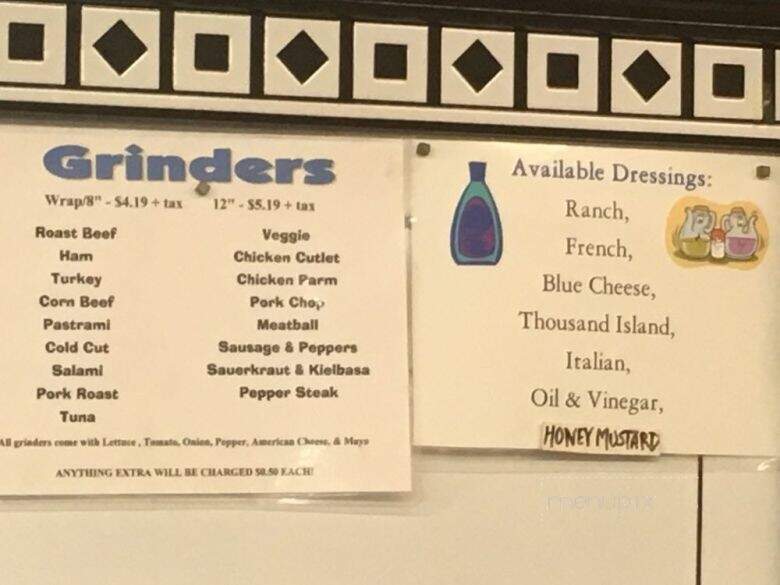 Grinders
Wrap/8" - $4.19 + tax 12" - $5.19 + tax
Roast Beef
Ham
Turkey
Corn Beef
Pastrami
Cold Cut
Salami
Pork Roast
Tuna
Veggie
Chicken Cutlet
Chicken Parm
Pork Chop
Meatball
Sausage & Peppers
Sauerkraut & Kielbasa
Pepper Steak
All grinders come with Lettuce, Tomato, Onion, Pepper, American Cheese, & Mayo
ANYTHING EXTRA WILL BE CHARGED $0.50 EACH!
Available Dressings:
Ranch,
French,
Blue Cheese,
Thousand Island,
Italian,
Oil & Vinegar,
HONEY MUSTARD